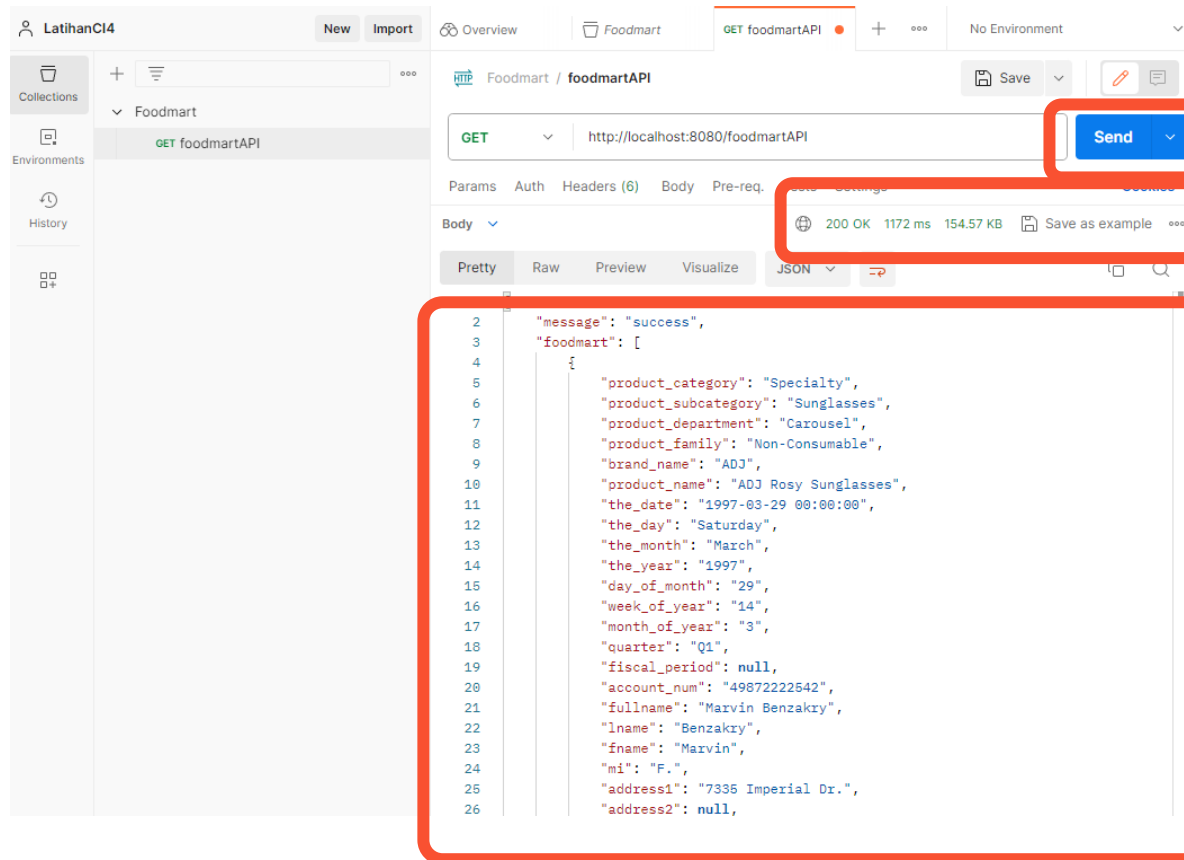 LatihanCI4 New Import Overview Foodmart GET foodmartAPI No Environment
Collections
Foodmart / foodmartAPI Save
Foodmart
GET foodmartAPI
GET http://localhost:8080/foodmartAPI Send
Environments
Params Auth Headers (6) Body Pre-req.
History
Body 200 OK 1172 ms 154.57 KB Save as example
Pretty Raw Preview Visualize JSON
2 "message": "success",
3 "foodmart": [
4 {
5 "product_category": "Specialty",
6 "product_subcategory": "Sunglasses",
7 "product_department": "Carousel",
8 "product_family": "Non-Consumable",
9 "brand_name": "ADJ",
10 "product_name": "ADJ Rosy Sunglasses",
11 "the_date": "1997-03-29 00:00:00",
12 "the_day": "Saturday",
13 "the_month": "March",
14 "the_year": "1997",
15 "day_of_month": "29",
16 "week_of_year": "14",
17 "month_of_year": "3",
18 "quarter": "Q1",
19 "fiscal_period": null,
20 "account_num": "49872222542",
21 "fullname": "Marvin Benzakry",
22 "lname": "Benzakry",
23 "fname": "Marvin",
24 "mi": "F.",
25 "address1": "7335 Imperial Dr.",
26 "address2": null,